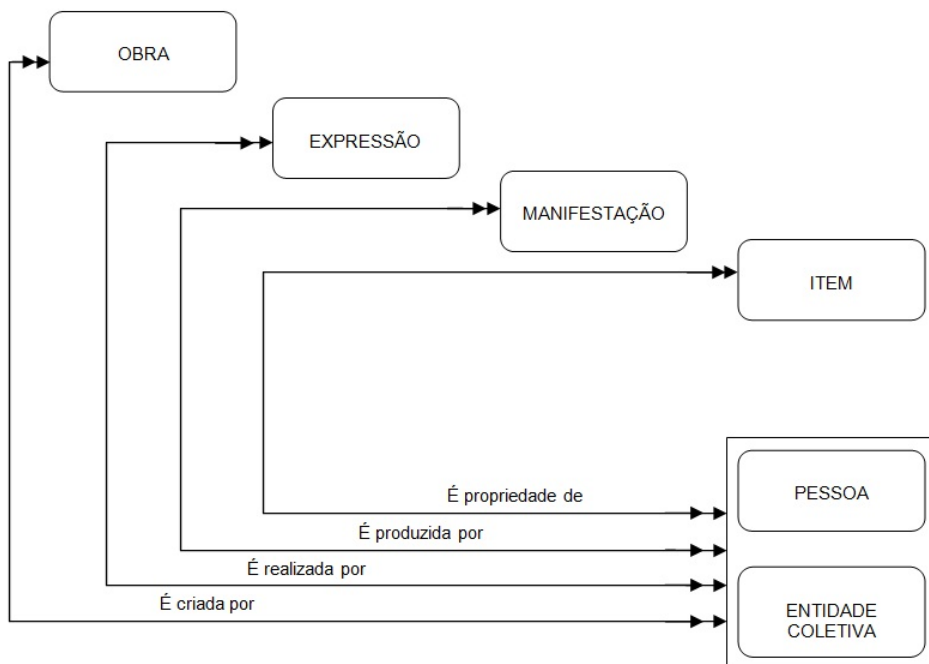 OBRA
EXPRESSÃO
MANIFESTAÇÃO
ITEM
PESSOA
É propriedade de
É produzida por
É realizada por
É criada por
ENTIDADE
COLETIVA